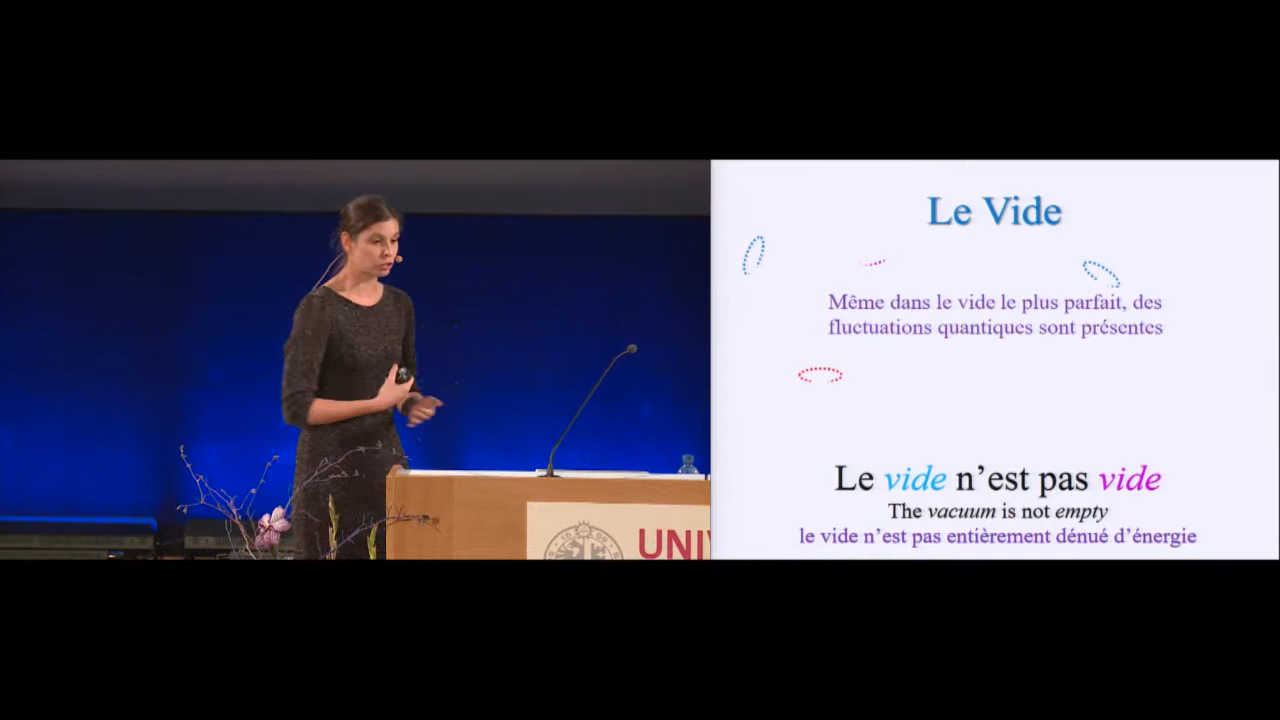 Le Vide
Même dans le vide le plus parfait, des
fluctuations quantiques sont présentes
Le vide n’est pas vide
The vacuum is not empty
le vide n’est pas entièrement dénué d’énergie
UNIV